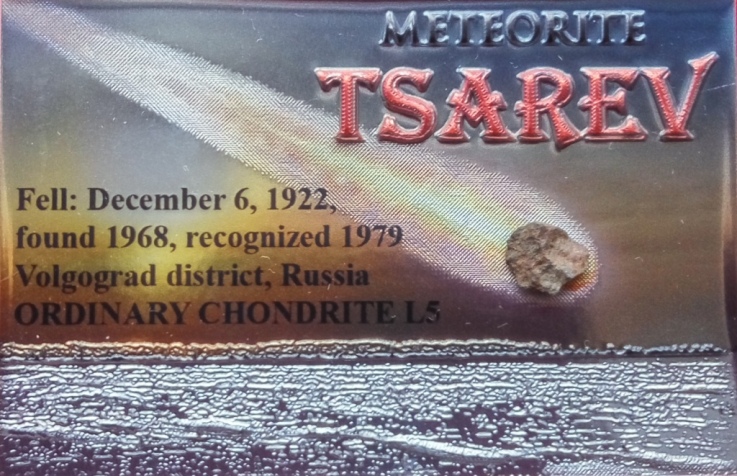 METEORITE
TSAREV
Fell: December 6, 1922,
found 1968, recognized 1979
Volgograd district, Russia
ORDINARY CHONDRITE L5